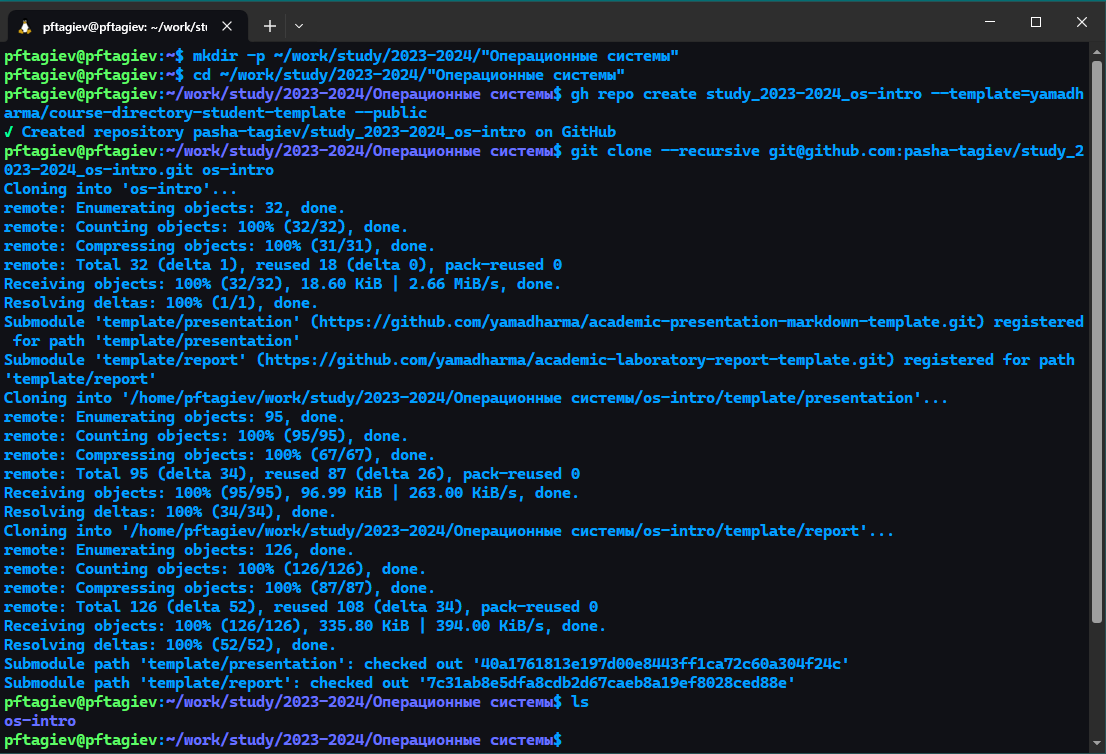 pftagiev@pftagiev: ~/work/stu
pftagiev@pftagiev:~$ mkdir -p ~/work/study/2023-2024/"Операционные системы"
pftagiev@pftagiev:~$ cd ~/work/study/2023-2024/"Операционные системы"
pftagiev@pftagiev:~/work/study/2023-2024/Операционные системы$ gh repo create study_2023-2024_os-intro --template=yamadh
arma/course-directory-student-template --public
✓ Created repository pasha-tagiev/study_2023-2024_os-intro on GitHub
pftagiev@pftagiev:~/work/study/2023-2024/Операционные системы$ git clone --recursive git@github.com:pasha-tagiev/study_2
023-2024_os-intro.git os-intro
Cloning into 'os-intro'...
remote: Enumerating objects: 32, done.
remote: Counting objects: 100% (32/32), done.
remote: Compressing objects: 100% (31/31), done.
remote: Total 32 (delta 1), reused 18 (delta 0), pack-reused 0
Receiving objects: 100% (32/32), 18.60 KiB | 2.66 MiB/s, done.
Resolving deltas: 100% (1/1), done.
Submodule 'template/presentation' (https://github.com/yamadharma/academic-presentation-markdown-template.git) registered
 for path 'template/presentation'
Submodule 'template/report' (https://github.com/yamadharma/academic-laboratory-report-template.git) registered for path
'template/report'
Cloning into '/home/pftagiev/work/study/2023-2024/Операционные системы/os-intro/template/presentation'...
remote: Enumerating objects: 95, done.
remote: Counting objects: 100% (95/95), done.
remote: Compressing objects: 100% (67/67), done.
remote: Total 95 (delta 34), reused 87 (delta 26), pack-reused 0
Receiving objects: 100% (95/95), 96.99 KiB | 263.00 KiB/s, done.
Resolving deltas: 100% (34/34), done.
Cloning into '/home/pftagiev/work/study/2023-2024/Операционные системы/os-intro/template/report'...
remote: Enumerating objects: 126, done.
remote: Counting objects: 100% (126/126), done.
remote: Compressing objects: 100% (87/87), done.
remote: Total 126 (delta 52), reused 108 (delta 34), pack-reused 0
Receiving objects: 100% (126/126), 335.80 KiB | 394.00 KiB/s, done.
Resolving deltas: 100% (52/52), done.
Submodule path 'template/presentation': checked out '40a1761813e197d00e8443ff1ca72c60a304f24c'
Submodule path 'template/report': checked out '7c31ab8e5dfa8cdb2d67caeb8a19ef8028ced88e'
pftagiev@pftagiev:~/work/study/2023-2024/Операционные системы$ ls
os-intro
pftagiev@pftagiev:~/work/study/2023-2024/Операционные системы$